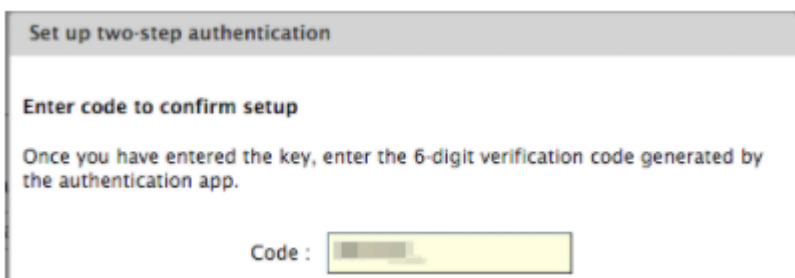 Set up two-step authentication
Enter code to confirm setup
Once you have entered the key, enter the 6-digit verification code generated by
the authentication app.
Code :